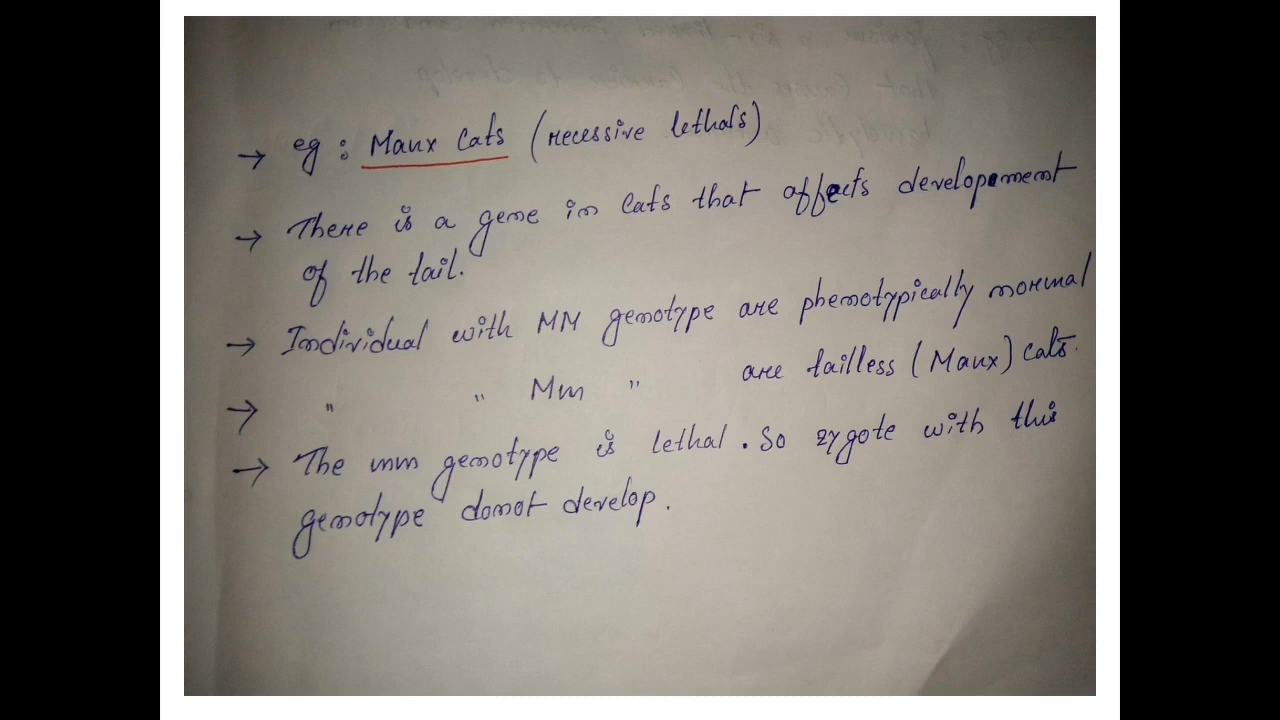 → eg : Manx Cats (recessive lethals)
→ There is a gene in Cats that affects developement
of the tail.
→ Individual with MM genotype are phenotypically normal
→ " " Mm " are tailless (Manx) Cats.
→ The mm genotype is lethal. So zygote with this
genotype donot develop.